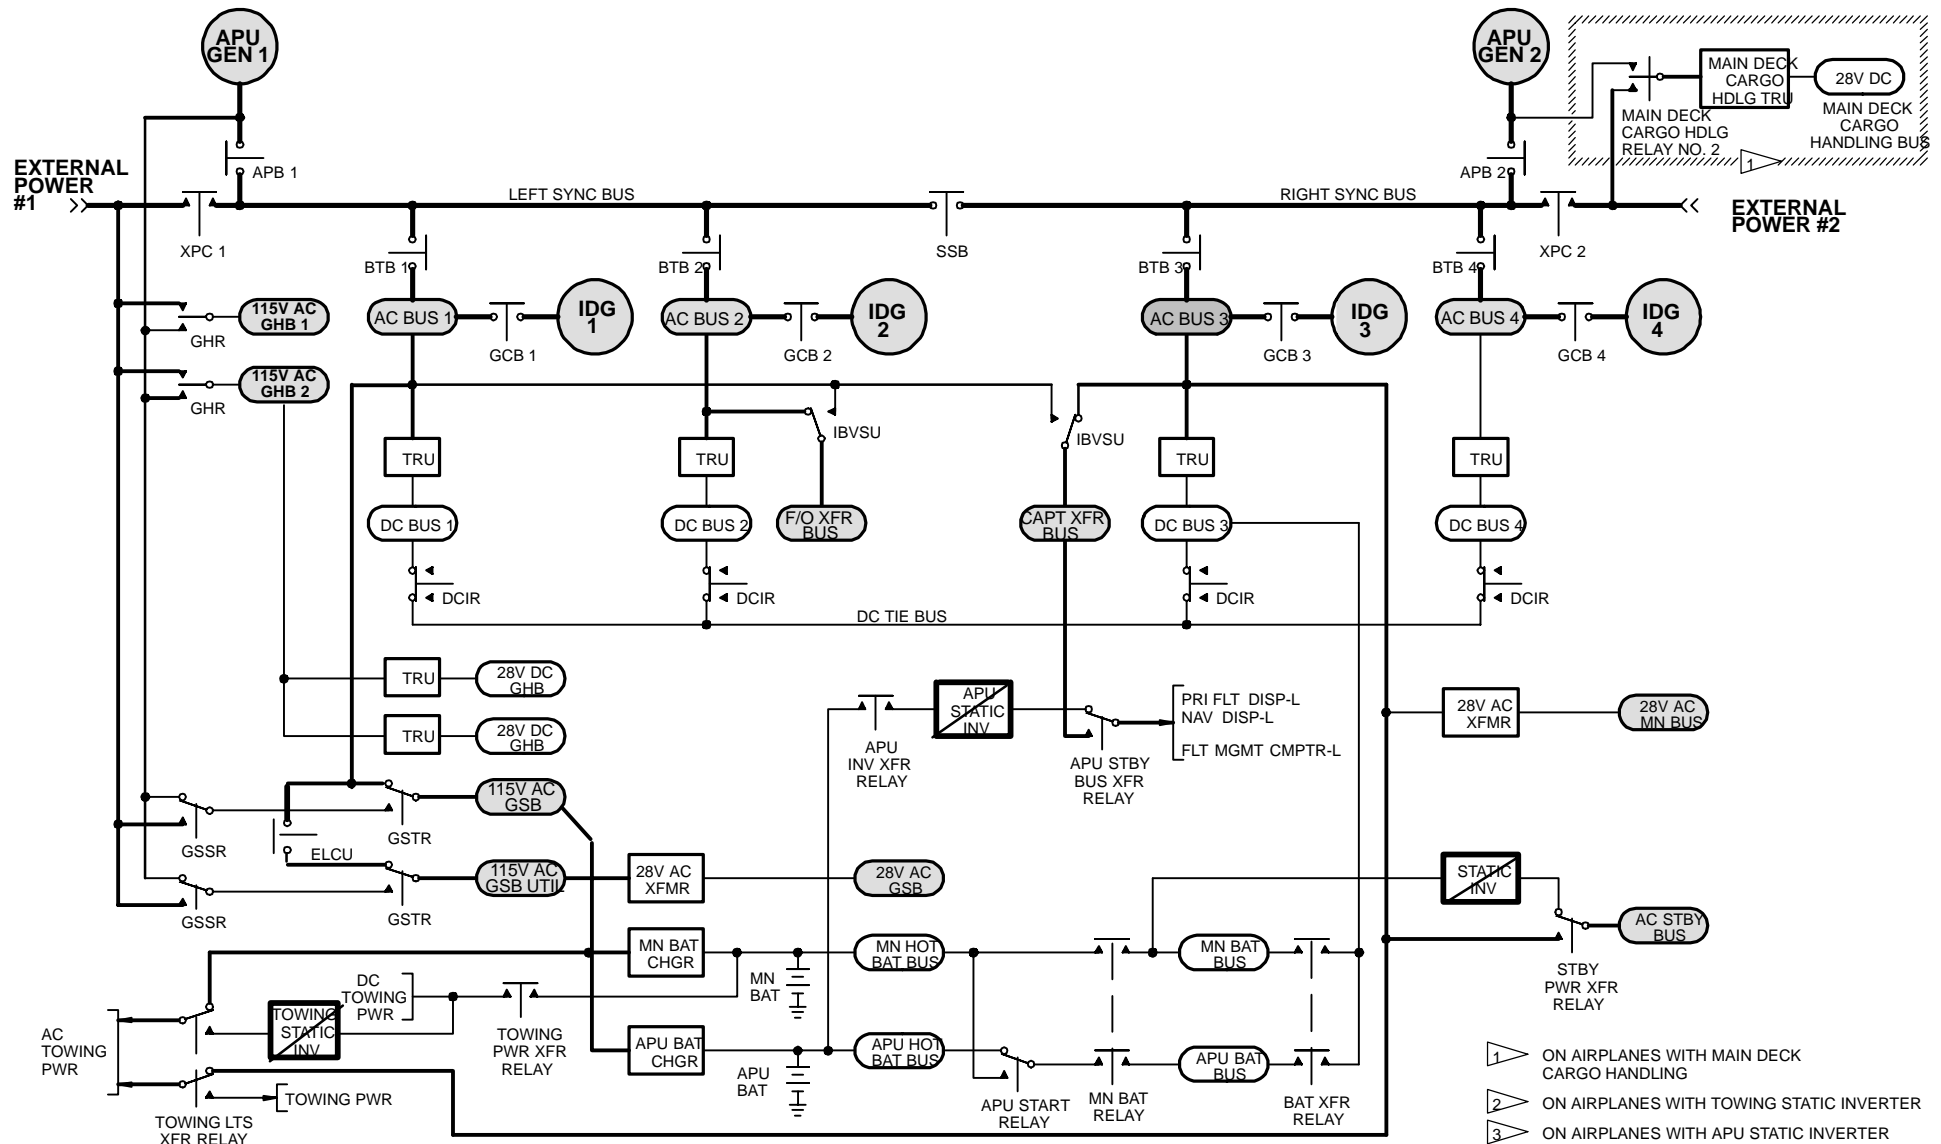 APU
GEN 1
APU
GEN 2
MAIN DECK
CARGO
HDLG TRU
28V DC
MAIN DECK
CARGO HDLG
RELAY NO. 2
MAIN DECK
CARGO
HANDLING BUS
1
EXTERNAL
POWER
#1
APB 1
APB 2
LEFT SYNC BUS
RIGHT SYNC BUS
EXTERNAL
POWER #2
XPC 1
BTB 1
BTB 2
SSB
BTB 3
BTB 4
XPC 2
115V AC
GHB 1
GHR
AC BUS 1
GCB 1
IDG
1
AC BUS 2
GCB 2
IDG
2
AC BUS 3
GCB 3
IDG
3
AC BUS 4
GCB 4
IDG
4
115V AC
GHB 2
GHR
IBVSU
IBVSU
TRU
TRU
TRU
TRU
DC BUS 1
DC BUS 2
F/O XFR
BUS
CAPT XFR
BUS
DC BUS 3
DC BUS 4
DCIR
DCIR
DCIR
DCIR
DC TIE BUS
TRU
28V DC
GHB
TRU
28V DC
GHB
APU
INV XFR
RELAY
APU
STATIC
INV
APU STBY
BUS XFR
RELAY
PRI FLT DISP-L
NAV DISP-L
FLT MGMT CMPTR-L
28V AC
XFMR
28V AC
MN BUS
GSSR
ELCU
GSTR
115V AC
GSB
GSSR
GSTR
115V AC
GSB UTIL
28V AC
XFMR
28V AC
GSB
STATIC
INV
AC STBY
BUS
STBY
PWR XFR
RELAY
MN BAT
CHGR
MN
BAT
MN HOT
BAT BUS
MN BAT
BUS
DC
TOWING
PWR
TOWING
STATIC
INV
TOWING
PWR XFR
RELAY
AC
TOWING
PWR
APU BAT
CHGR
APU
BAT
APU HOT
BAT BUS
APU START
RELAY
MN BAT
RELAY
APU BAT
BUS
BAT XFR
RELAY
TOWING PWR
TOWING LTS
XFR RELAY
1 ON AIRPLANES WITH MAIN DECK
CARGO HANDLING
2 ON AIRPLANES WITH TOWING STATIC INVERTER
3 ON AIRPLANES WITH APU STATIC INVERTER